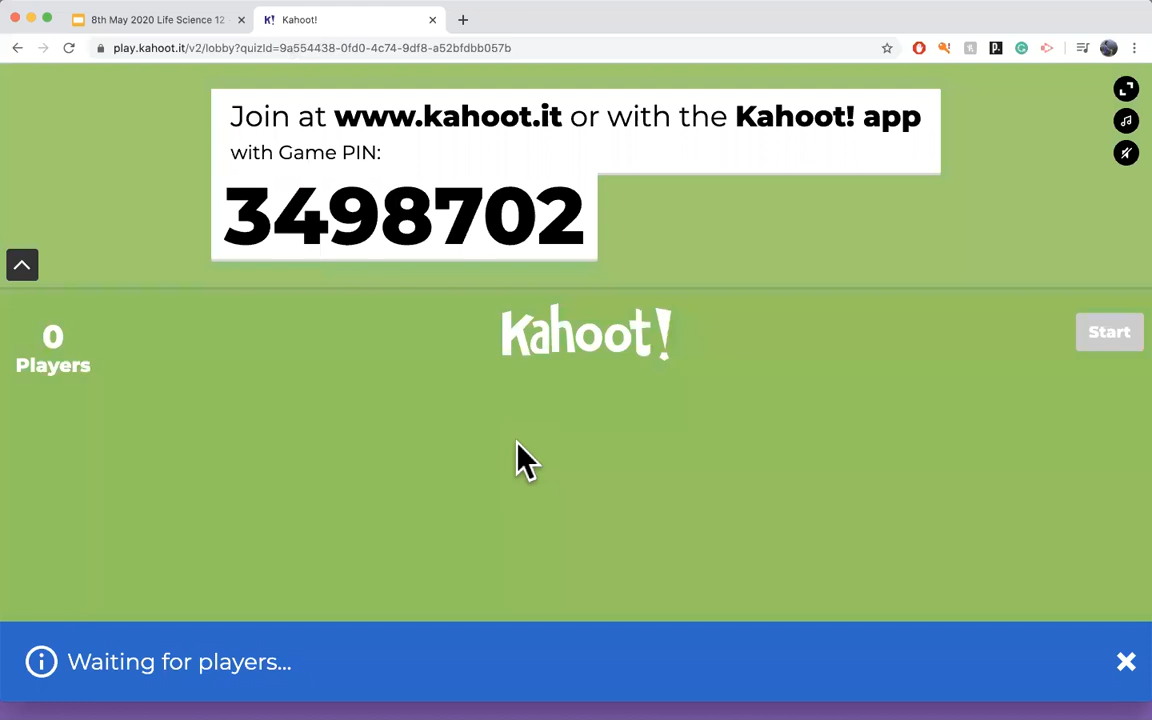 8th May 2020 Life Science 12
Kahoot!
play.kahoot.it/v2/lobby?quizId=9a554438-0fd0-4c74-9df8-a52bfdbb057b
Join at www.kahoot.it or with the Kahoot! app
with Game PIN:
3498702
0
Players
Kahoot!
Start
Waiting for players...